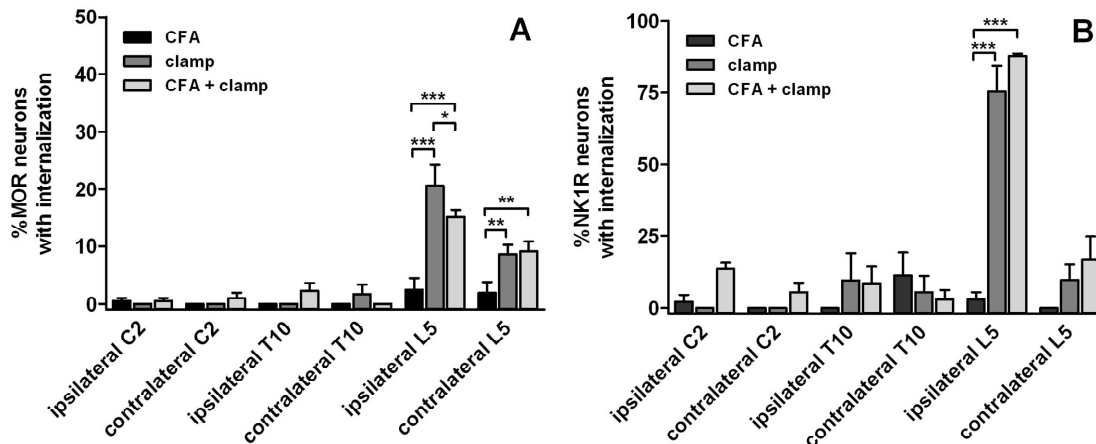 A
%MOR neurons
with internalization
50
40
30
20
10
0
CFA
clamp
CFA + clamp
***
*
***
**
**
ipsilateral C2
contralateral C2
ipsilateral T10
contralateral T10
ipsilateral L5
contralateral L5
B
%NK1R neurons
with internalization
100
75
50
25
0
CFA
clamp
CFA + clamp
***
***
ipsilateral C2
contralateral C2
ipsilateral T10
contralateral T10
ipsilateral L5
contralateral L5